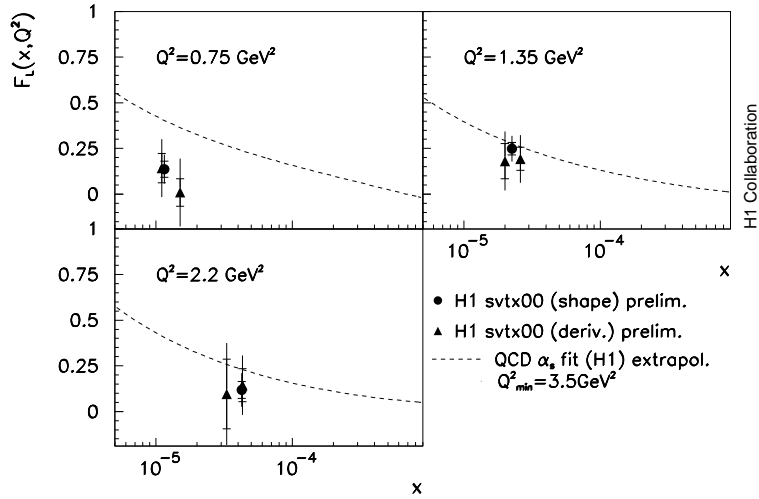 F_L(x,Q²)
1
0.75
0.5
0.25
0
Q²=0.75 GeV²
Q²=1.35 GeV²
10⁻⁵
10⁻⁴
x
H1 Collaboration
1
0.75
0.5
0.25
0
Q²=2.2 GeV²
10⁻⁵
10⁻⁴
x
H1 svtx00 (shape) prelim.
H1 svtx00 (deriv.) prelim.
QCD α_s fit (H1) extrapol.
Q²_min=3.5GeV²